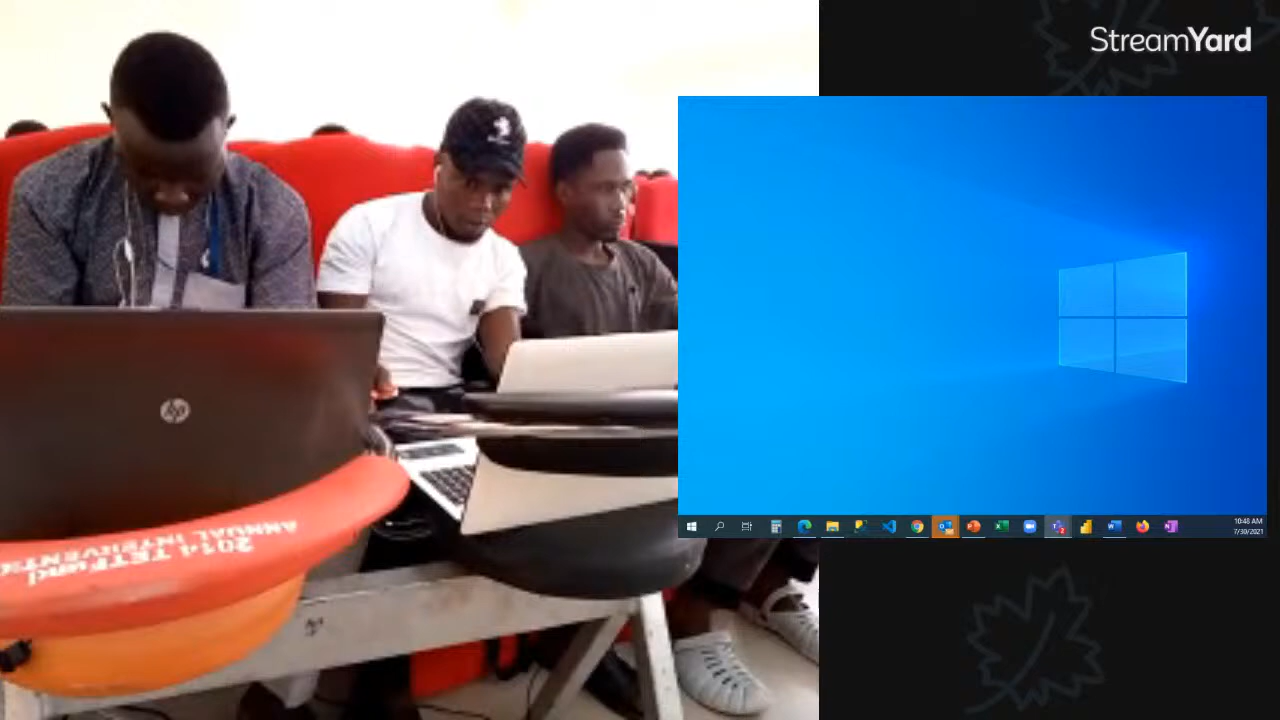 StreamYard
hp
2014 TETFund
ANNUAL INTERVENTI
10:48 AM
7/30/2021